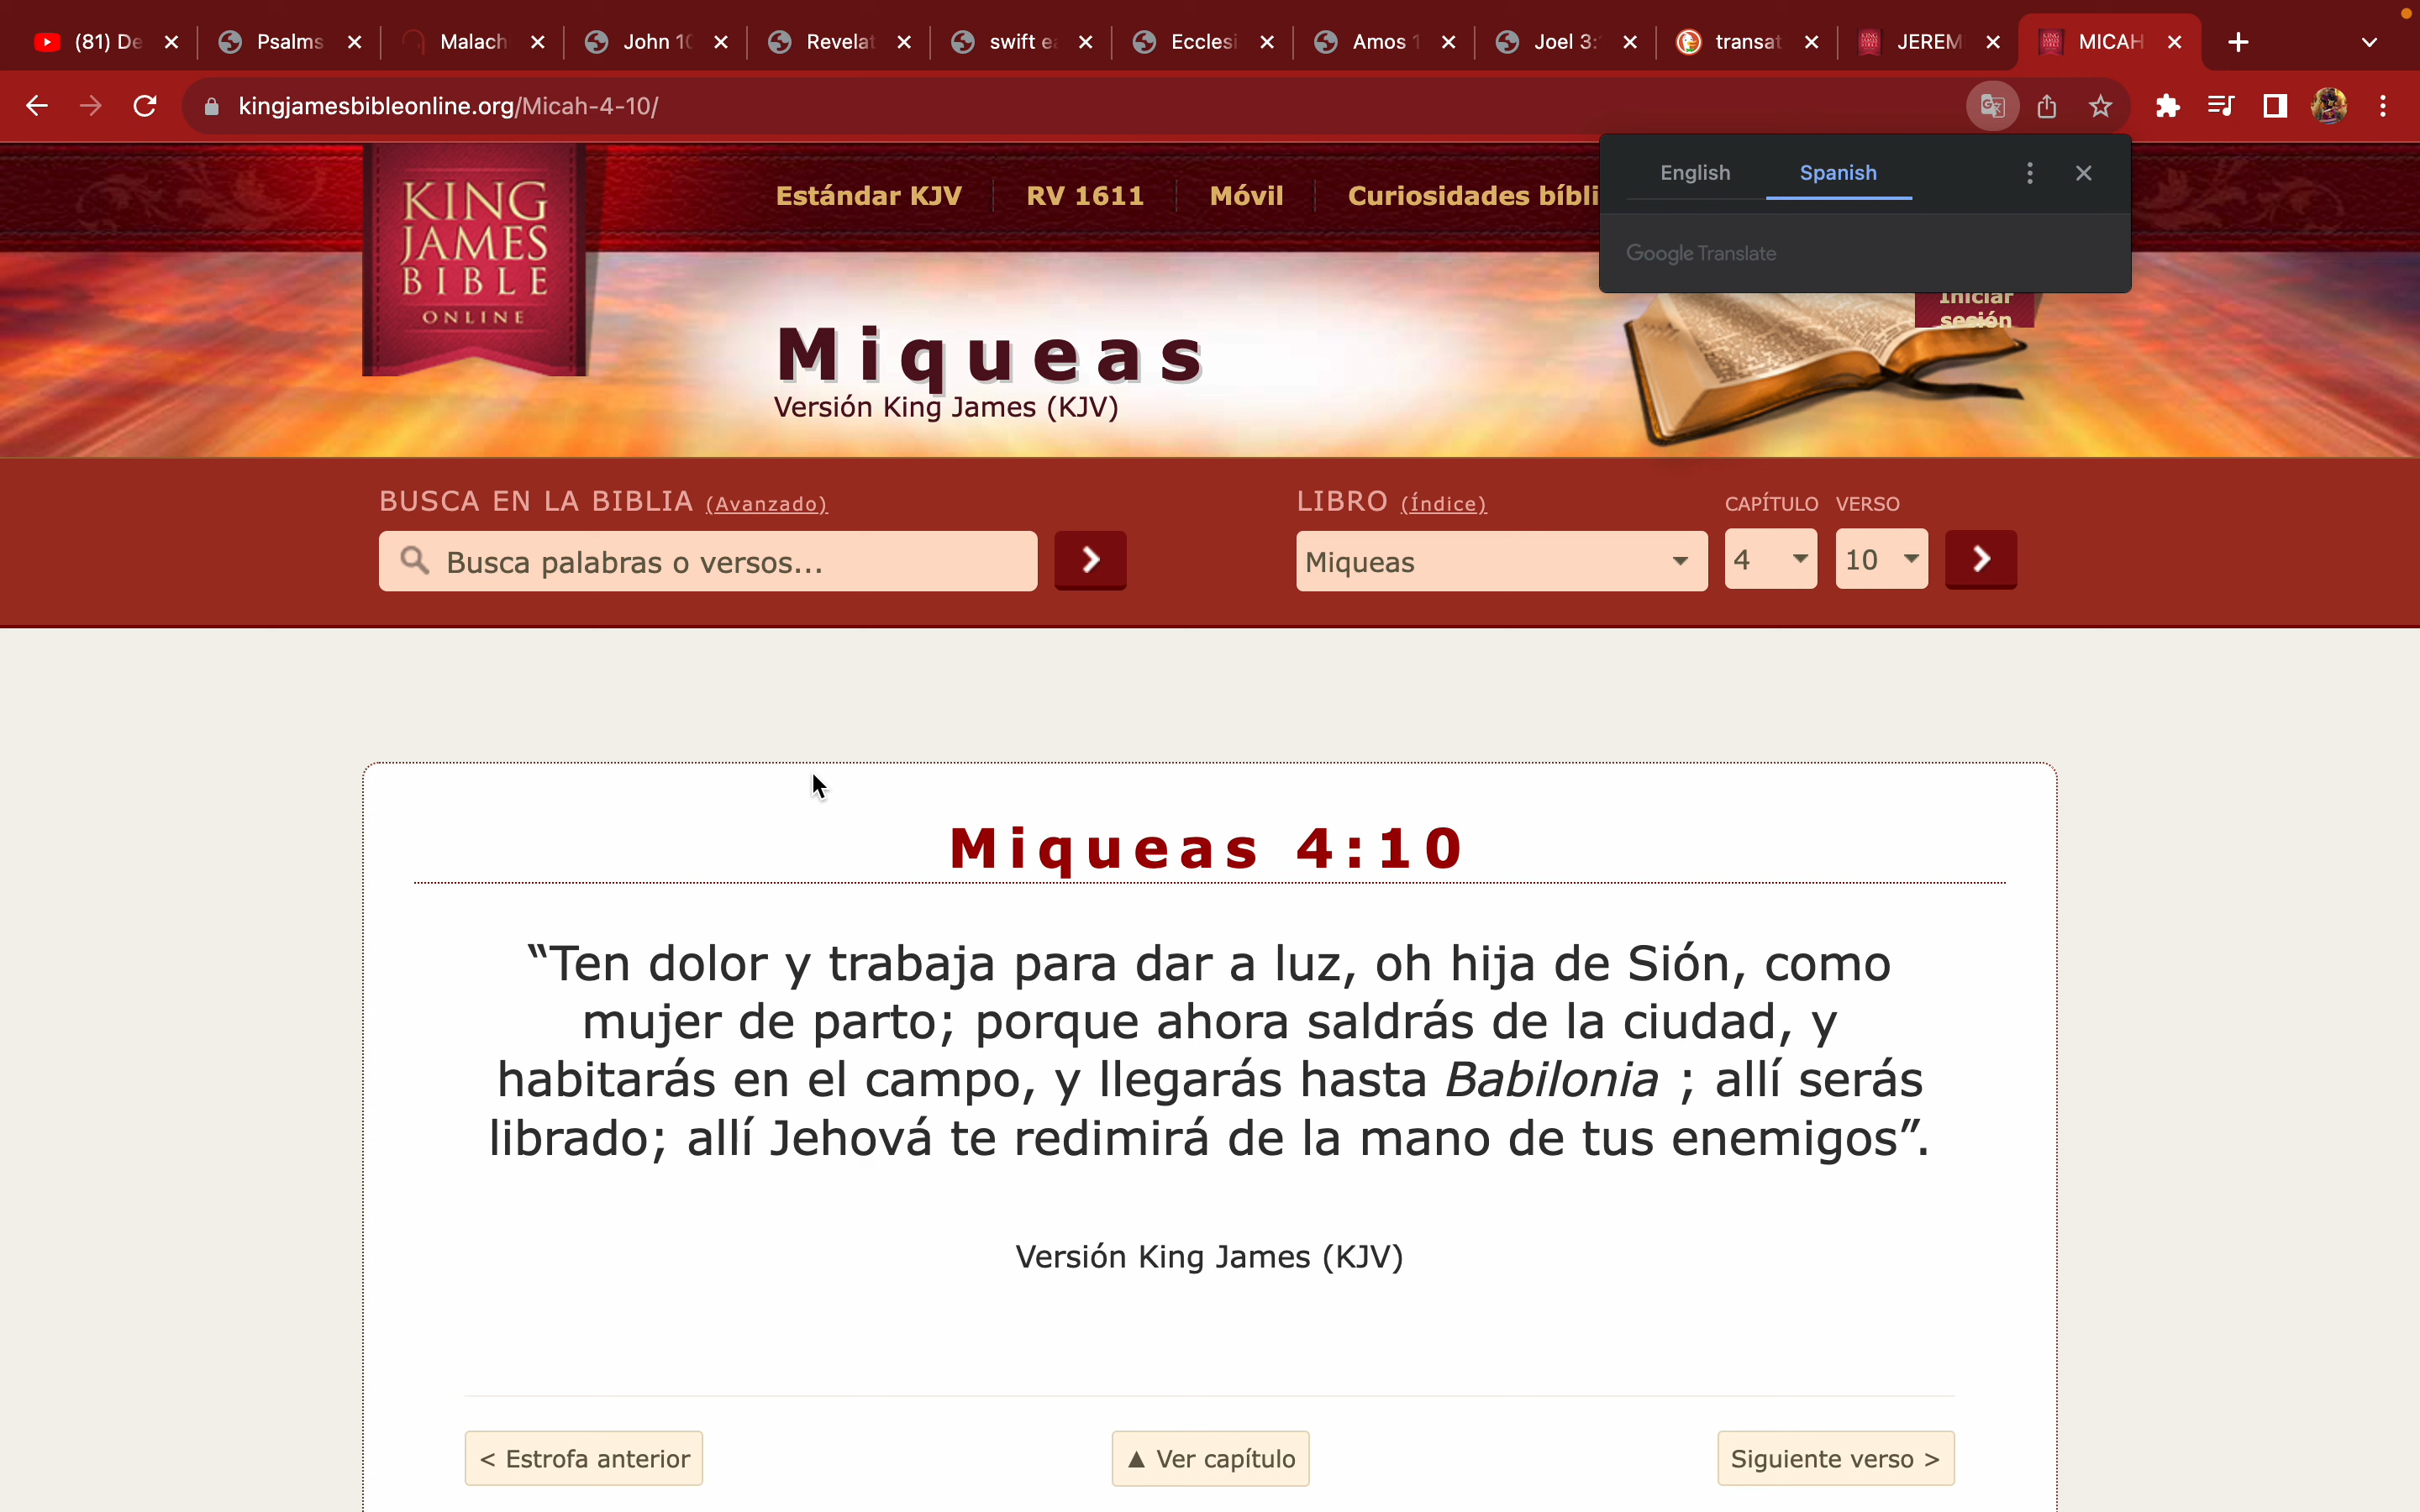 (81) De
Psalms
Malach
John 10
Revelat
swift ea
Ecclesi
Amos 1
Joel 3:
transat
JEREM
MICAH
kingjamesbibleonline.org/Micah-4-10/
English
Spanish
Google Translate
KING
JAMES
BIBLE
ONLINE
Estándar KJV
RV 1611
Móvil
Curiosidades bíbli
Iniciar
sesión
Miqueas
Versión King James (KJV)
BUSCA EN LA BIBLIA (Avanzado)
Busca palabras o versos...
LIBRO (Índice)
CAPÍTULO
VERSO
Miqueas
4
10
Miqueas 4:10
“Ten dolor y trabaja para dar a luz, oh hija de Sión, como
mujer de parto; porque ahora saldrás de la ciudad, y
habitarás en el campo, y llegarás hasta Babilonia ; allí serás
librado; allí Jehová te redimirá de la mano de tus enemigos”.
Versión King James (KJV)
< Estrofa anterior
▲ Ver capítulo
Siguiente verso >